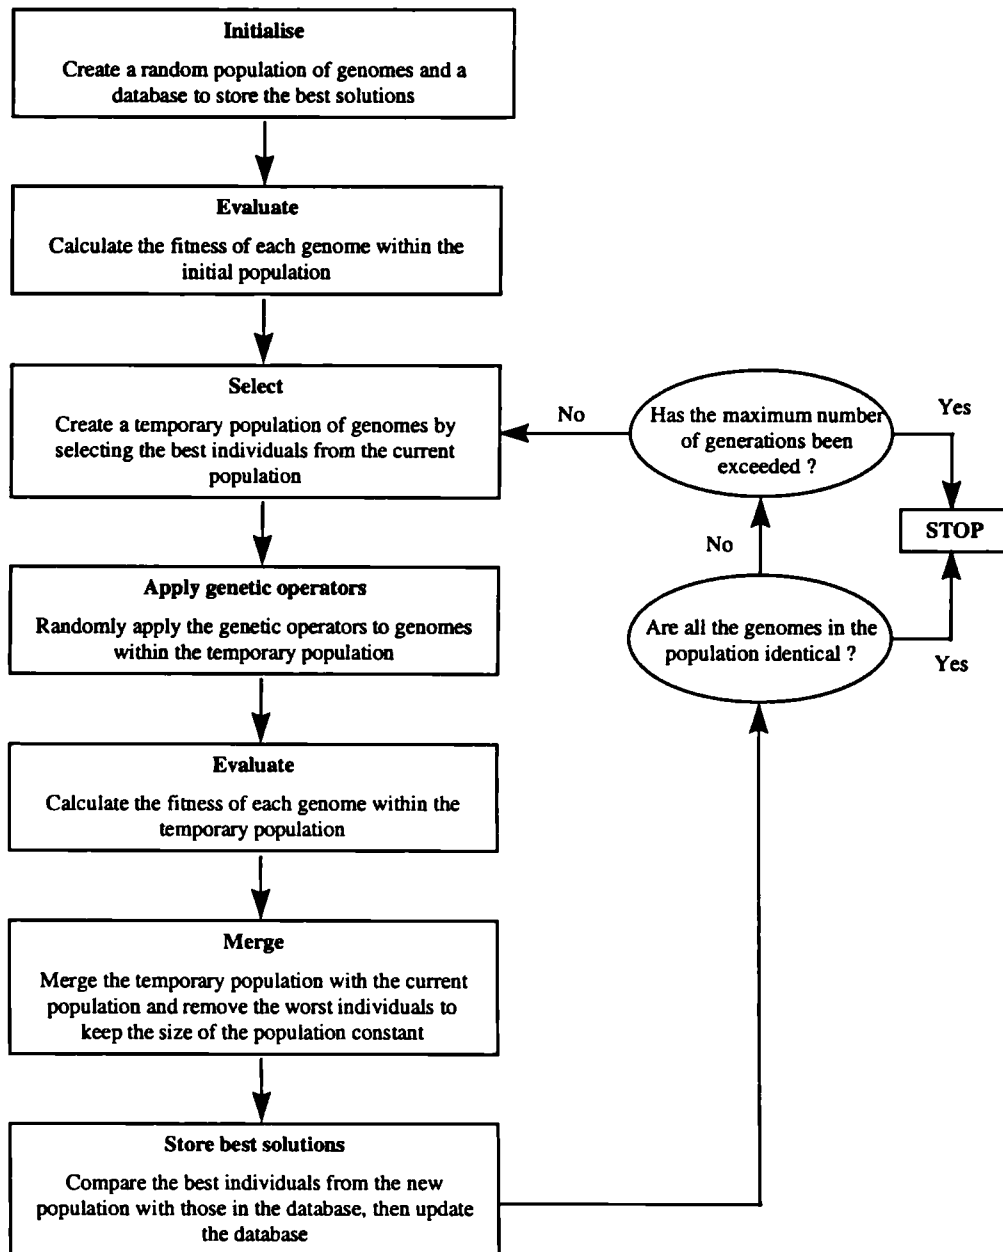 Initialise
Create a random population of genomes and a
database to store the best solutions
Evaluate
Calculate the fitness of each genome within the
initial population
Select
Create a temporary population of genomes by
selecting the best individuals from the current
population
Apply genetic operators
Randomly apply the genetic operators to genomes
within the temporary population
Evaluate
Calculate the fitness of each genome within the
temporary population
Merge
Merge the temporary population with the current
population and remove the worst individuals to
keep the size of the population constant
Store best solutions
Compare the best individuals from the new
population with those in the database, then update
the database
Are all the genomes in the
population identical ?
Yes
No
Has the maximum number
of generations been
exceeded ?
No
Yes
STOP